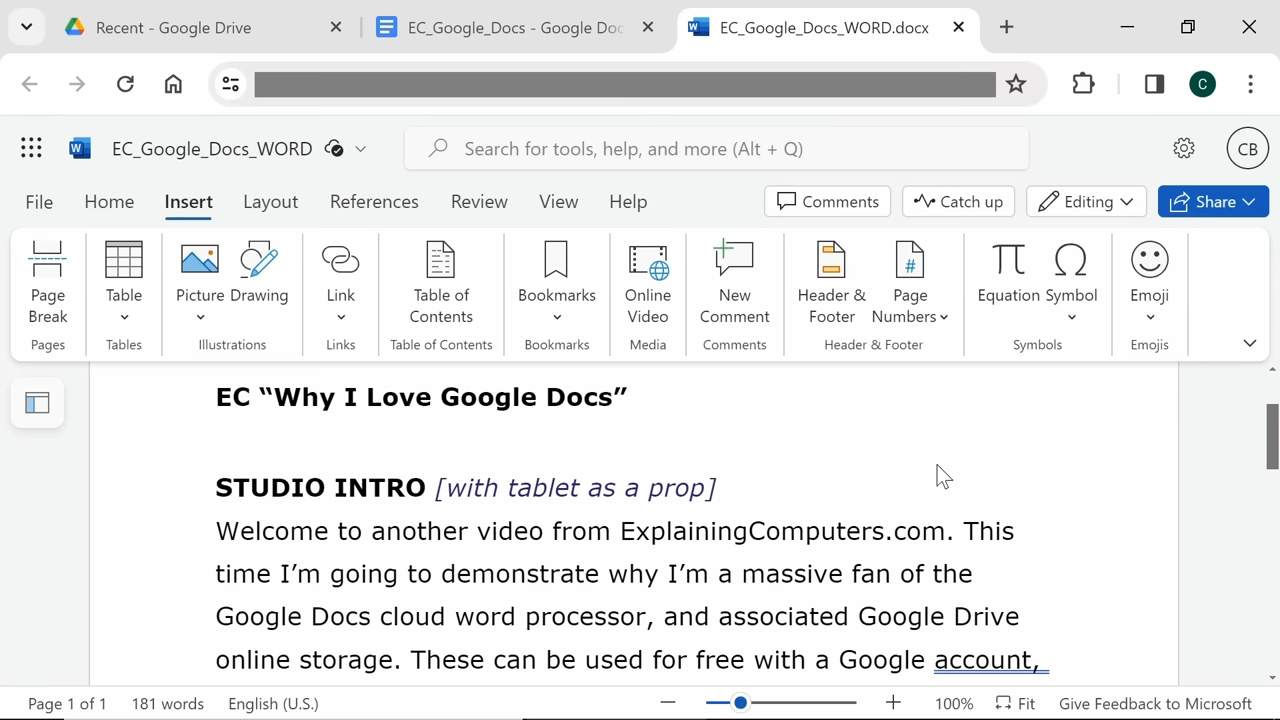 Recent - Google Drive
EC_Google_Docs - Google Doc
EC_Google_Docs_WORD.docx
C
EC_Google_Docs_WORD
Search for tools, help, and more (Alt + Q)
CB
File Home Insert Layout References Review View Help
Comments Catch up Editing Share
Page Break
Table
Picture
Drawing
Link
Table of Contents
Bookmarks
Online Video
New Comment
Header & Footer
Page Numbers
Equation
Symbol
Emoji
Pages Tables Illustrations Links Table of Contents Bookmarks Media Comments Header & Footer Symbols Emojis
EC “Why I Love Google Docs”
STUDIO INTRO [with tablet as a prop]
Welcome to another video from ExplainingComputers.com. This
time I’m going to demonstrate why I’m a massive fan of the
Google Docs cloud word processor, and associated Google Drive
online storage. These can be used for free with a Google account,
Page 1 of 1 181 words English (U.S.) 100% Fit Give Feedback to Microsoft